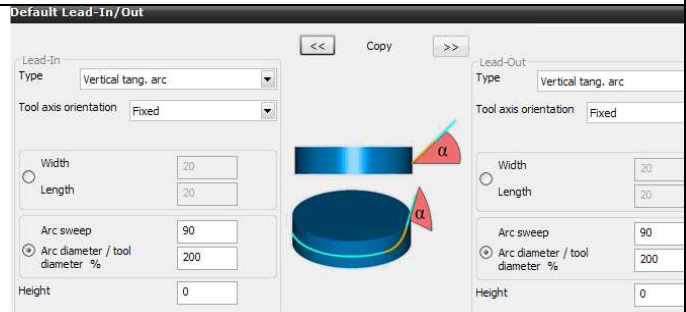 Default Lead-In/Out
<< Copy >>
Lead-In
Type Vertical tang. arc
Tool axis orientation Fixed
Width 20
Length 20
Arc sweep 90
Arc diameter / tool
diameter % 200
Height 0
α
α
Lead-Out
Type Vertical tang. arc
Tool axis orientation Fixed
Width 20
Length 20
Arc sweep 90
Arc diameter / tool
diameter % 200
Height 0